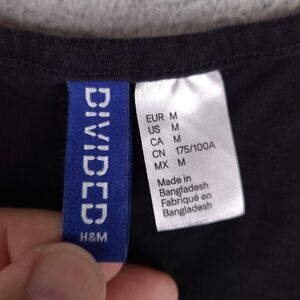 DIVIDED
H&M
EUR M
US M
CA M
CN 175/100A
MX M
Made in
Bangladesh
Fabriqué en
Bangladesh